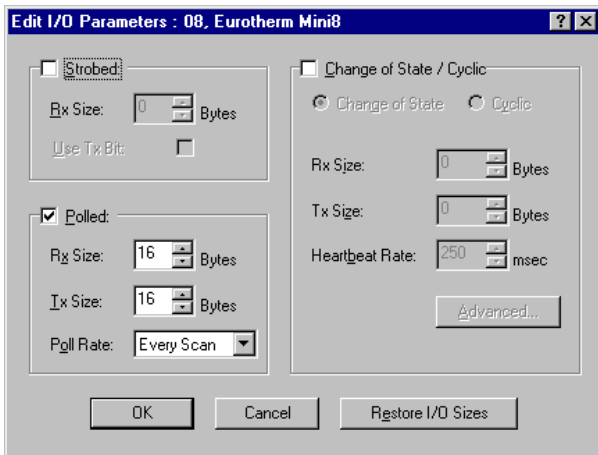 Edit I/O Parameters : 08, Eurotherm Mini8
Strobed:
Rx Size: 0 Bytes
Use Tx Bit:
Polled:
Rx Size: 16 Bytes
Tx Size: 16 Bytes
Poll Rate: Every Scan
Change of State / Cyclic
Change of State Cyclic
Rx Size: 0 Bytes
Tx Size: 0 Bytes
Heartbeat Rate: 250 msec
Advanced...
OK Cancel Restore I/O Sizes